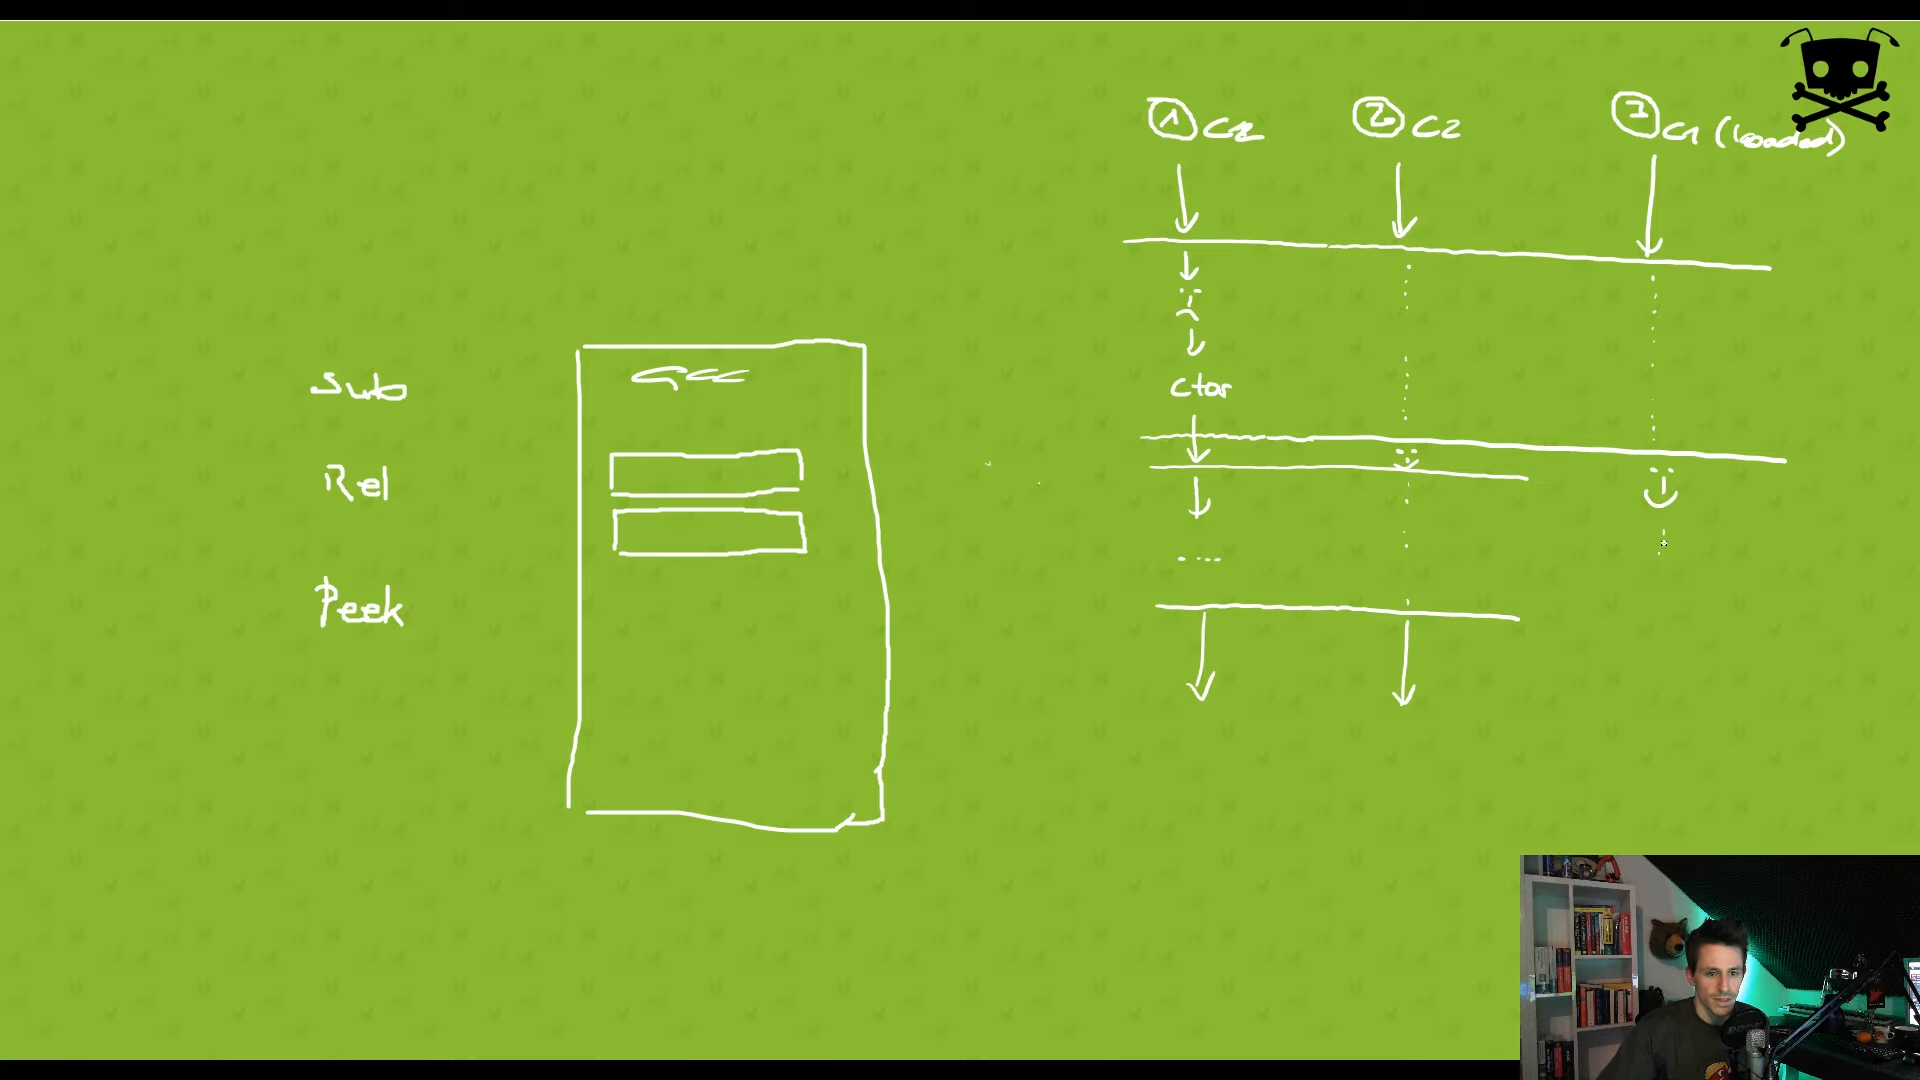 1 C2
2 C2
3 C1 (loaded)
Sub
Rel
Peek
Ctor